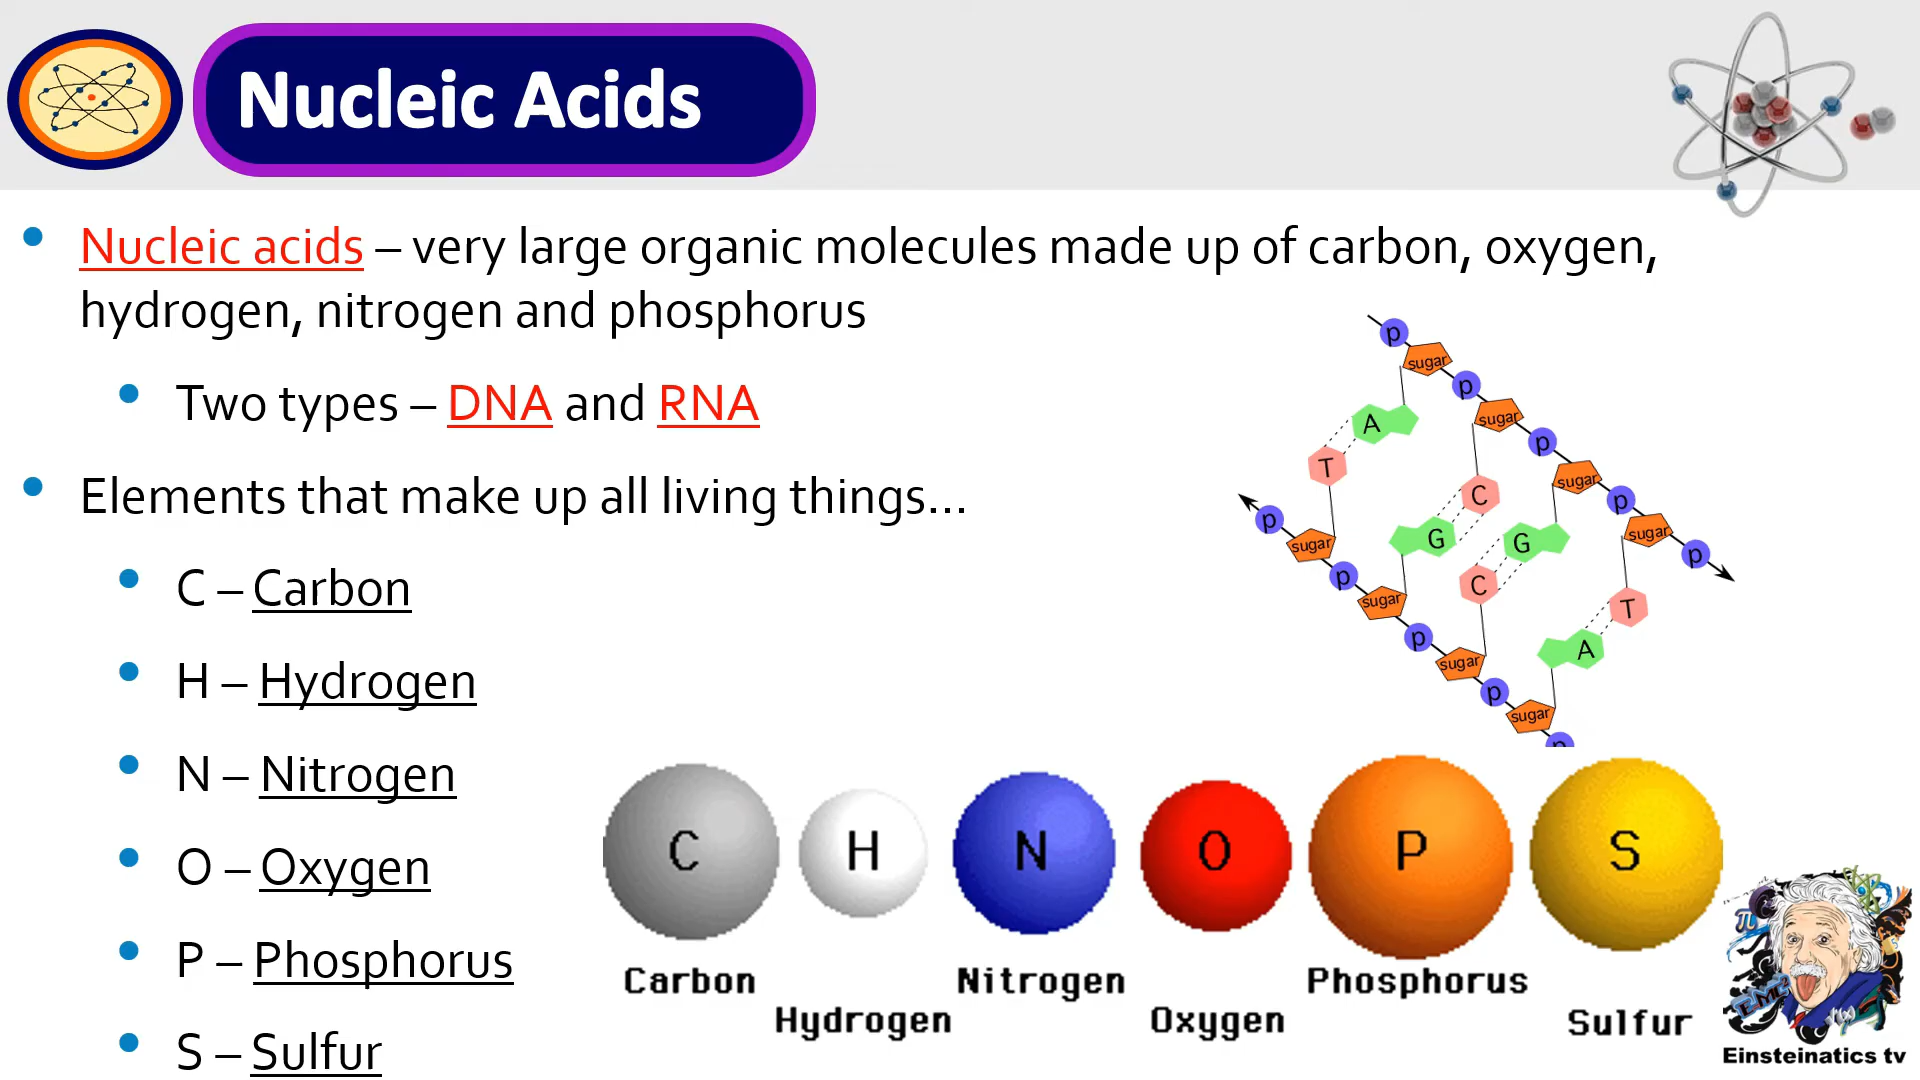 Nucleic Acids
• Nucleic acids – very large organic molecules made up of carbon, oxygen,
hydrogen, nitrogen and phosphorus
• Two types – DNA and RNA
• Elements that make up all living things...
• C – Carbon
• H – Hydrogen
• N – Nitrogen
• O – Oxygen
• P – Phosphorus
• S – Sulfur
p
sugar
p
sugar
p
sugar
p
sugar
p
A
T
C
G
G
C
T
A
p
sugar
p
sugar
p
sugar
p
sugar
p
C H N O P S
Carbon Nitrogen Phosphorus
Hydrogen Oxygen Sulfur
π
E=MC²
Einsteinatics tv